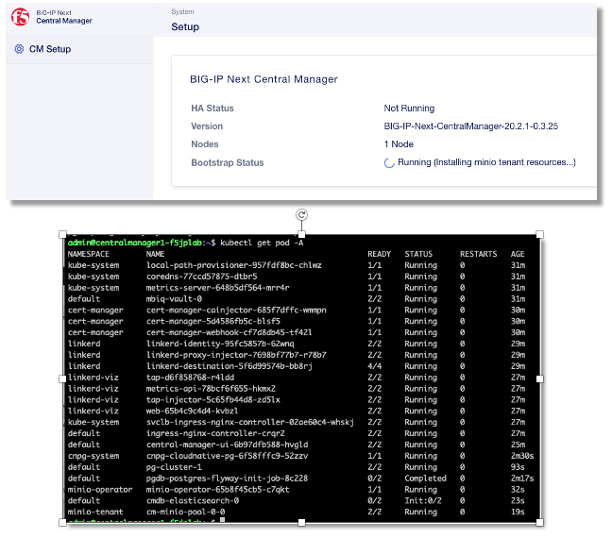 BIG-IP Next
Central Manager
CM Setup
System
Setup
BIG-IP Next Central Manager
HA Status Not Running
Version BIG-IP-Next-CentralManager-20.2.1-0.3.25
Nodes 1 Node
Bootstrap Status Running (Installing minio tenant resources...)
admin@centralmanager1-f5jplab:~$ kubectl get pod -A
NAMESPACE NAME READY STATUS RESTARTS AGE
kube-system local-path-provisioner-957fdf8bc-chlwz 1/1 Running 0 31m
kube-system coredns-77ccd57875-dtbr5 1/1 Running 0 31m
kube-system metrics-server-648b5df564-mrr4r 1/1 Running 0 31m
default mbiq-vault-0 2/2 Running 0 31m
cert-manager cert-manager-cainjector-685f7dffc-wmmpn 1/1 Running 0 30m
cert-manager cert-manager-5d4586fb5c-blsf5 1/1 Running 0 30m
cert-manager cert-manager-webhook-cf7d8db45-tf42l 1/1 Running 0 30m
linkerd linkerd-identity-95fc5857b-62wnq 2/2 Running 0 29m
linkerd linkerd-proxy-injector-7698bf77b7-r78b7 2/2 Running 0 29m
linkerd linkerd-destination-5f6d99574b-bb8rj 4/4 Running 0 29m
linkerd-viz tap-d6f858768-r4ldd 2/2 Running 0 27m
linkerd-viz metrics-api-78bcf6f655-hkmx2 2/2 Running 0 27m
linkerd-viz tap-injector-5c65fb44d8-zd5lx 2/2 Running 0 27m
linkerd-viz web-65b4c9c4d4-kvbzl 2/2 Running 0 27m
kube-system svclb-ingress-nginx-controller-02ae60c4-whskj 2/2 Running 0 27m
default ingress-nginx-controller-crqr2 2/2 Running 0 27m
default central-manager-ui-6b97dfb588-hvgld 2/2 Running 0 25m
cnpg-system cnpg-cloudnative-pg-6f58fffc9-52zzv 1/1 Running 0 2m30s
default pg-cluster-1 2/2 Running 0 93s
default pgdb-postgres-flyway-init-job-8c228 0/2 Completed 0 2m17s
minio-operator minio-operator-65b8f45cb5-c7qkt 1/1 Running 0 32s
default cmdb-elasticsearch-0 0/2 Init:0/2 0 23s
minio-tenant cm-minio-pool-0-0 2/2 Running 0 19s